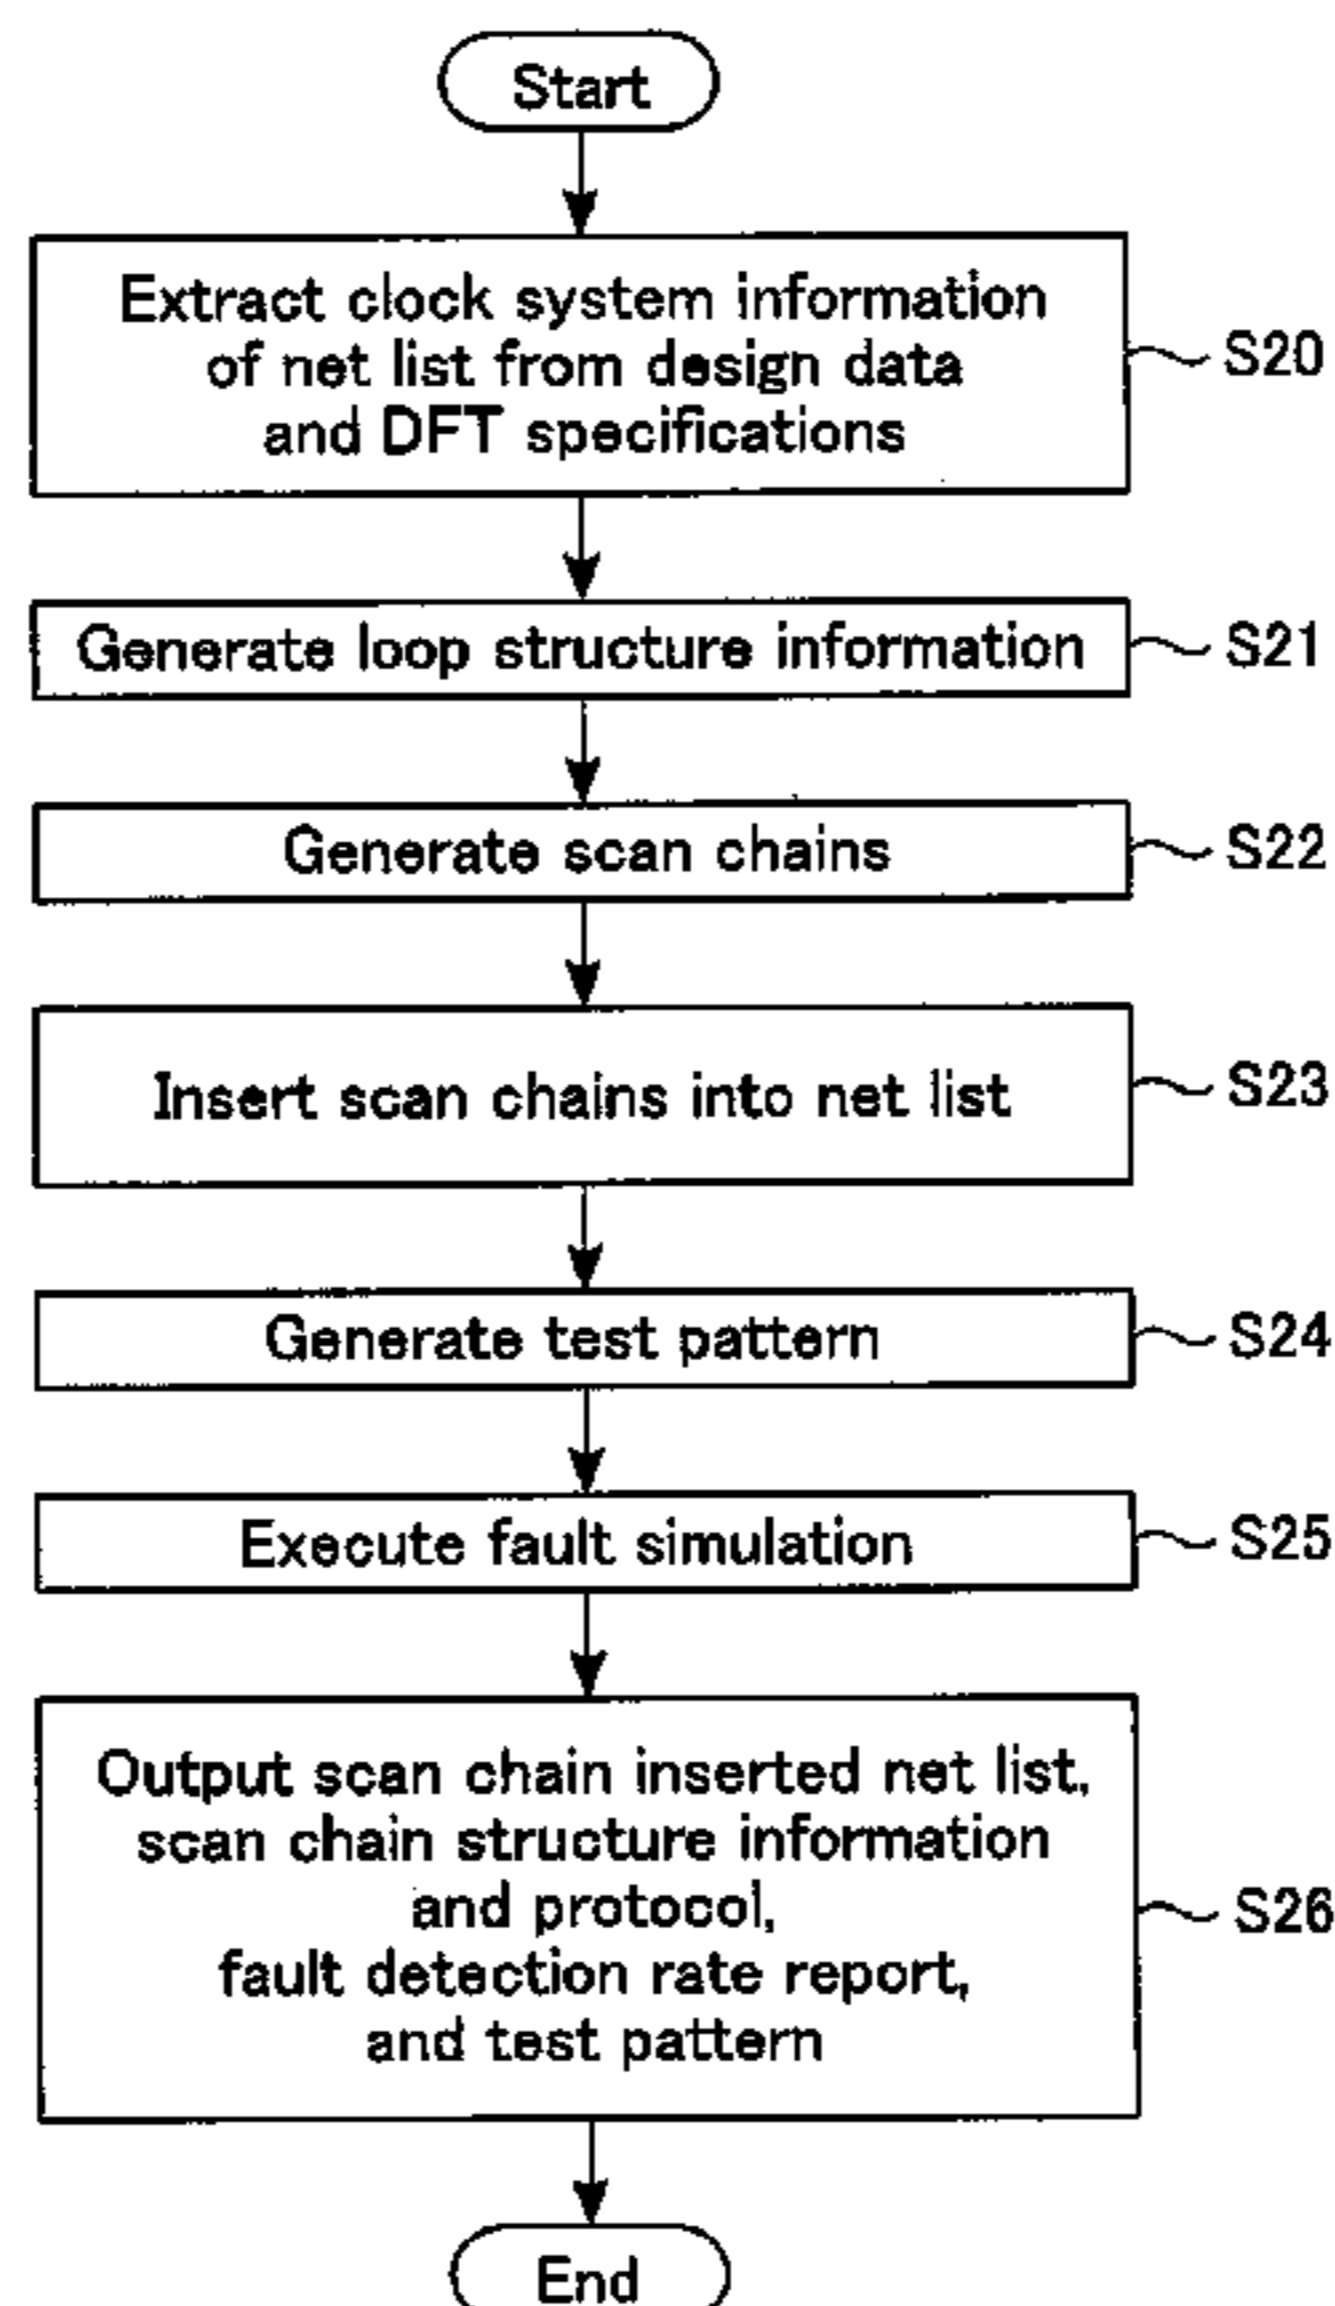 Start
Extract clock system information
of net list from design data
and DFT specifications
S20
Generate loop structure information
S21
Generate scan chains
S22
Insert scan chains into net list
S23
Generate test pattern
S24
Execute fault simulation
S25
Output scan chain inserted net list,
scan chain structure information
and protocol,
fault detection rate report,
and test pattern
S26
End